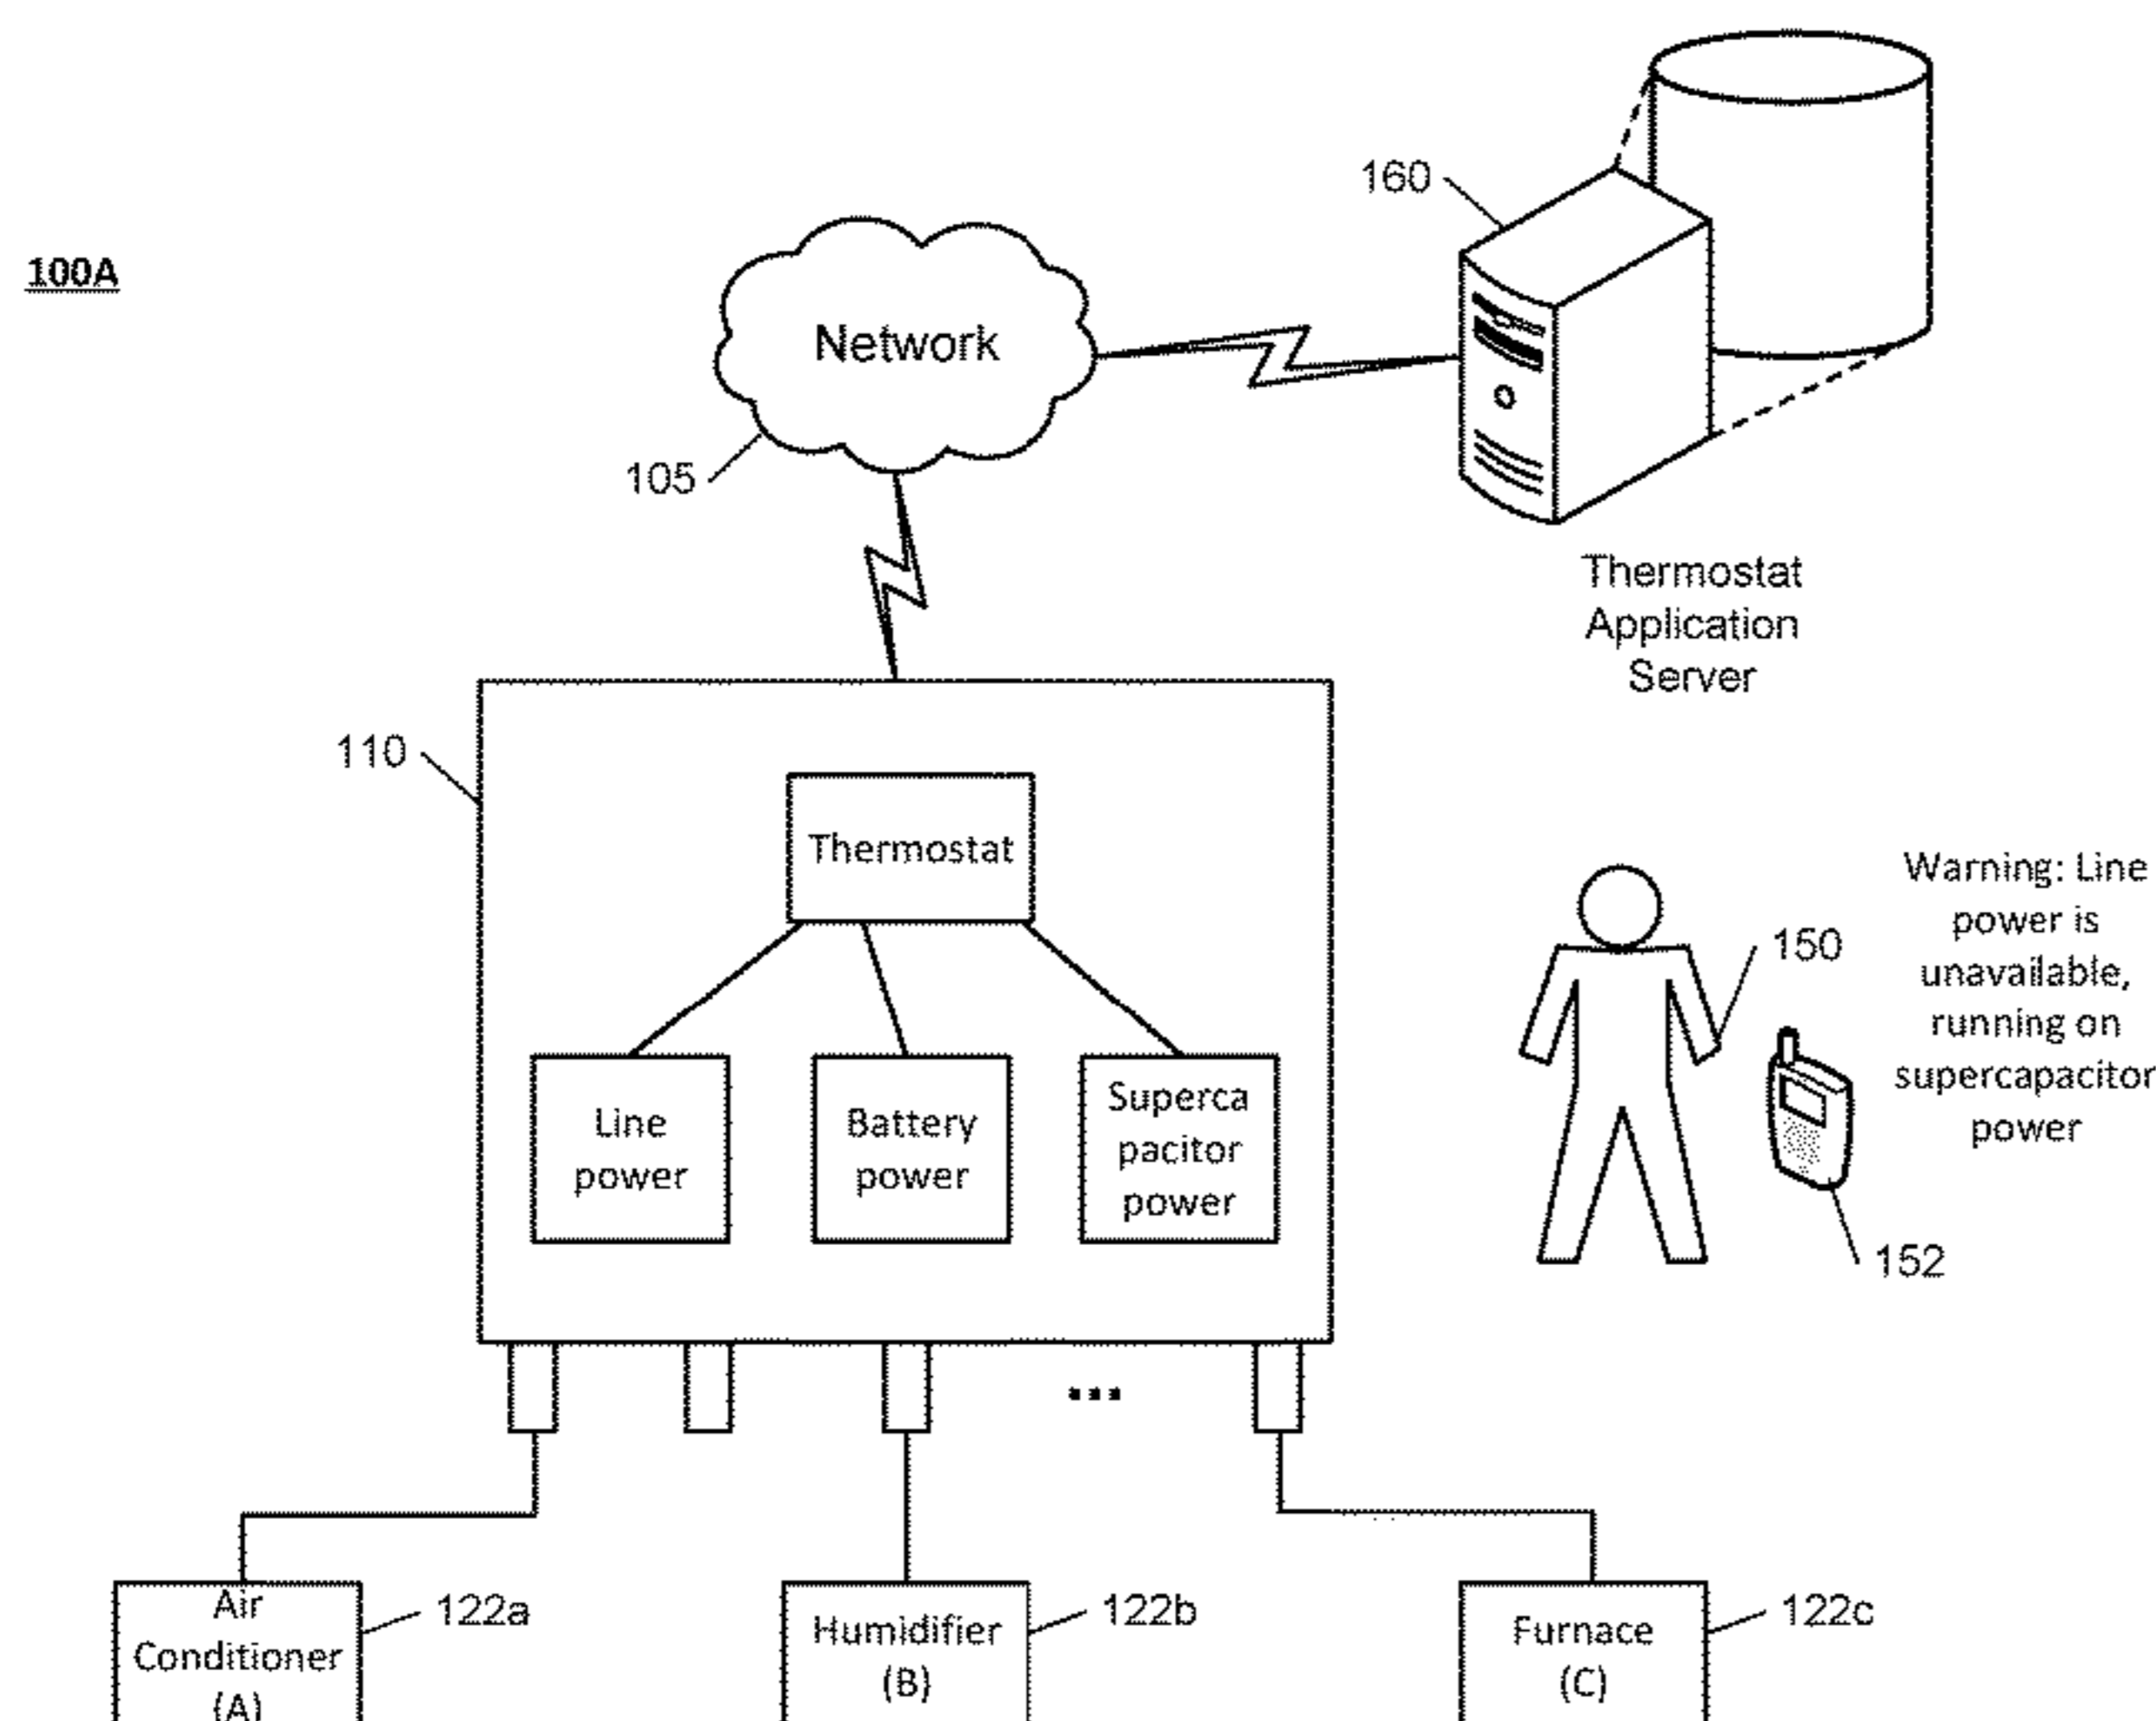 100A
Network
105
160
Thermostat
Application
Server
110
Thermostat
Line
power
Battery
power
Superca
pacitor
power
150
152
Warning: Line
power is
unavailable,
running on
supercapacitor
power
...
Air
Conditioner
(A)
122a
Humidifier
(B)
122b
Furnace
(C)
122c